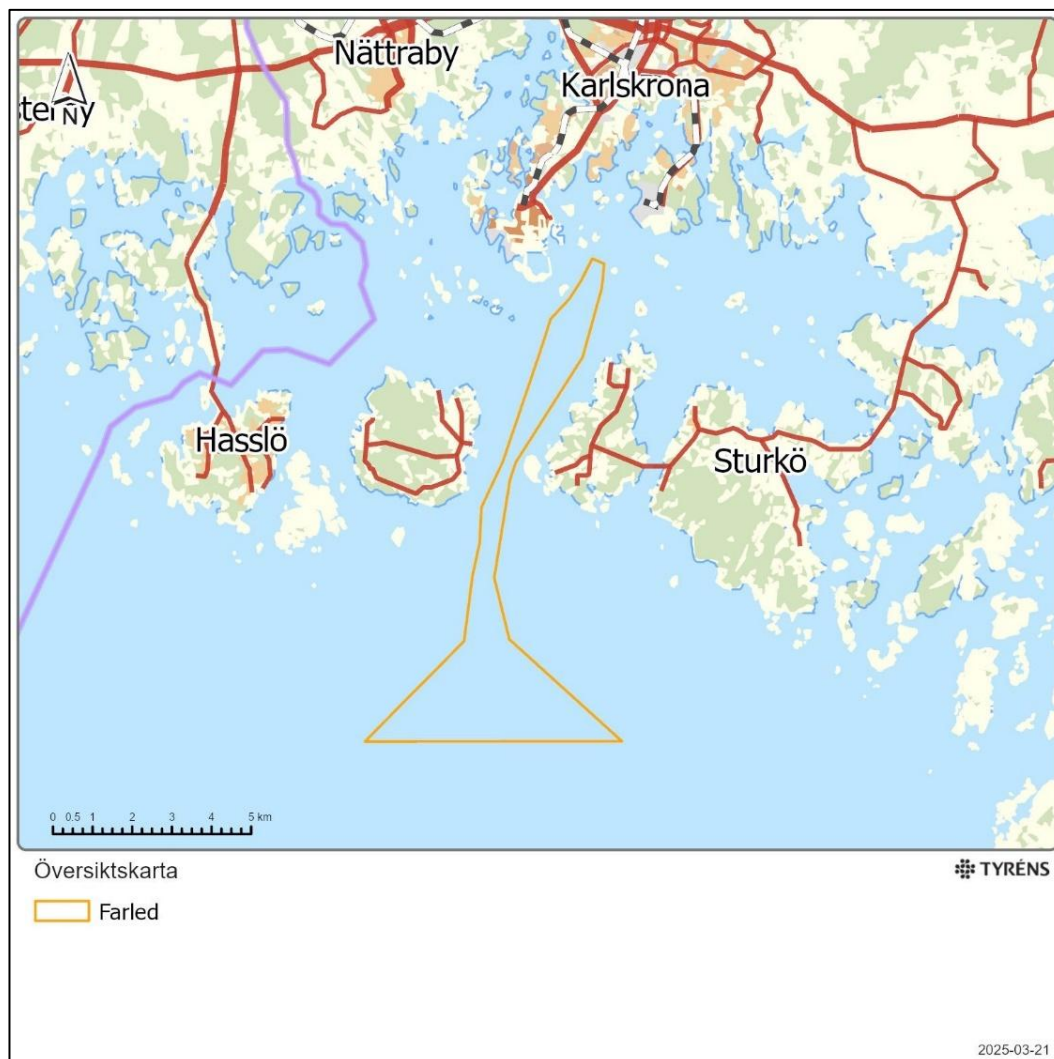 Nättraby
Karlskrona
N
Hasslö
Sturkö
0 0.5 1 2 3 4 5 km
Översiktskarta
TYRÉNS
Farled
2025-03-21